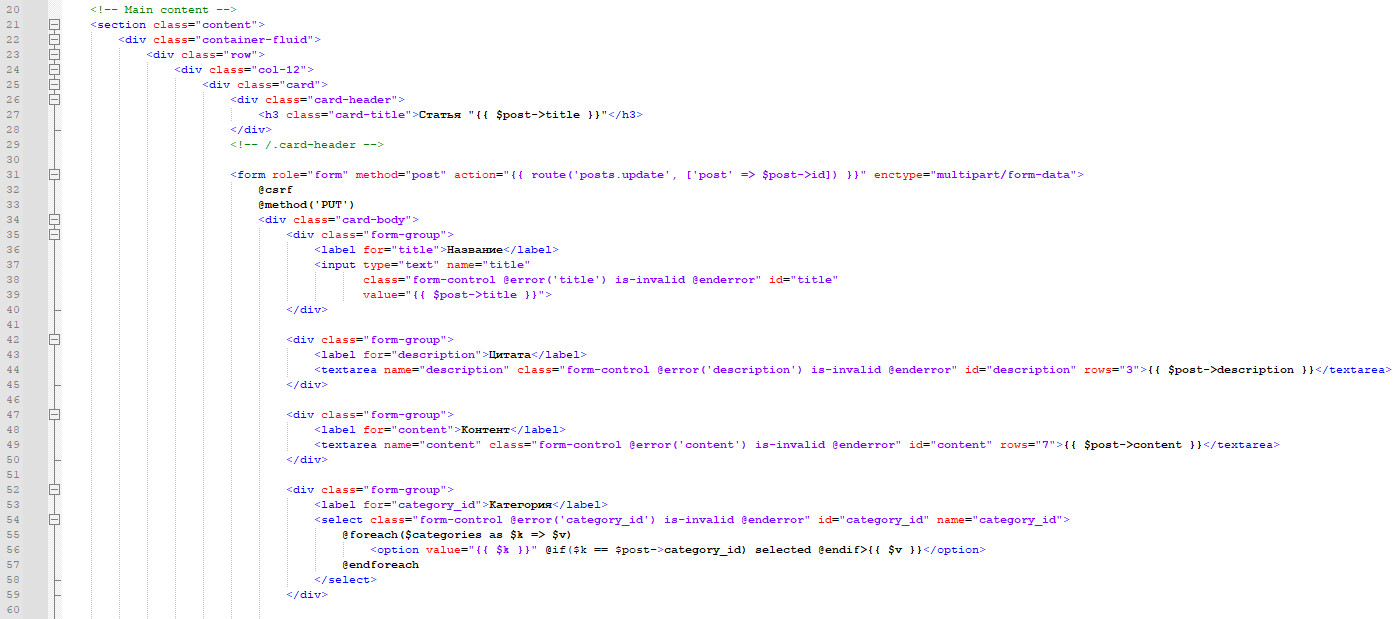 20 <!-- Main content -->
21 <section class="content">
22 <div class="container-fluid">
23 <div class="row">
24 <div class="col-12">
25 <div class="card">
26 <div class="card-header">
27 <h3 class="card-title">Статья "{{ $post->title }}"</h3>
28 </div>
29 <!-- /.card-header -->
30
31 <form role="form" method="post" action="{{ route('posts.update', ['post' => $post->id]) }}" enctype="multipart/form-data">
32 @csrf
33 @method('PUT')
34 <div class="card-body">
35 <div class="form-group">
36 <label for="title">Название</label>
37 <input type="text" name="title"
38 class="form-control @error('title') is-invalid @enderror" id="title"
39 value="{{ $post->title }}">
40 </div>
41
42 <div class="form-group">
43 <label for="description">Цитата</label>
44 <textarea name="description" class="form-control @error('description') is-invalid @enderror" id="description" rows="3">{{ $post->description }}</textarea>
45 </div>
46
47 <div class="form-group">
48 <label for="content">Контент</label>
49 <textarea name="content" class="form-control @error('content') is-invalid @enderror" id="content" rows="7">{{ $post->content }}</textarea>
50 </div>
51
52 <div class="form-group">
53 <label for="category_id">Категория</label>
54 <select class="form-control @error('category_id') is-invalid @enderror" id="category_id" name="category_id">
55 @foreach($categories as $k => $v)
56 <option value="{{ $k }}" @if($k == $post->category_id) selected @endif>{{ $v }}</option>
57 @endforeach
58 </select>
59 </div>
60